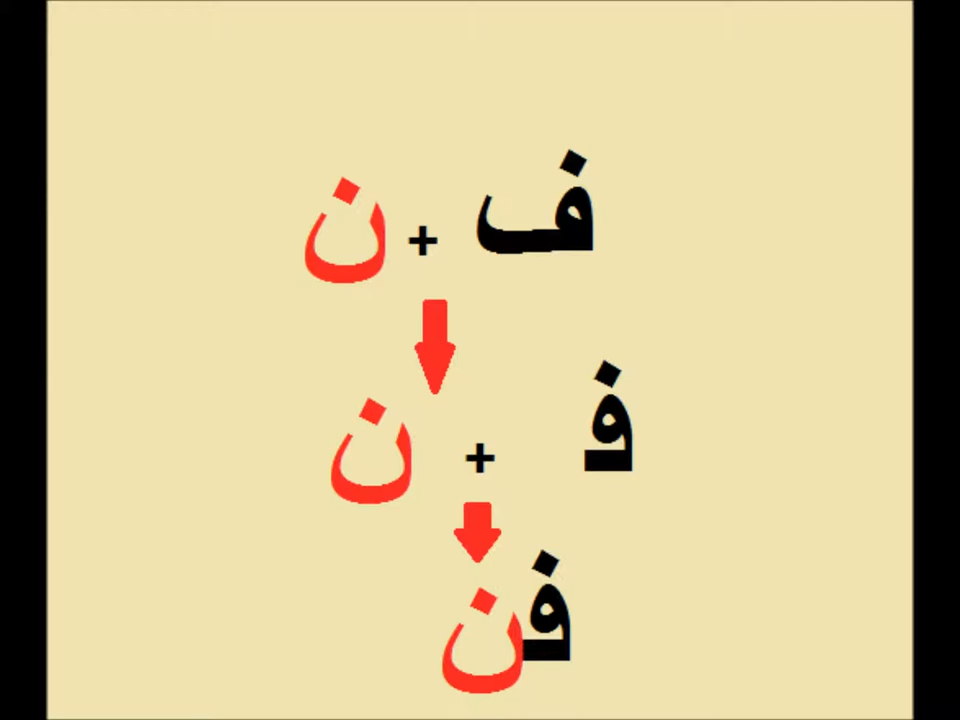 ف + ن
ف‍ + ن
فن